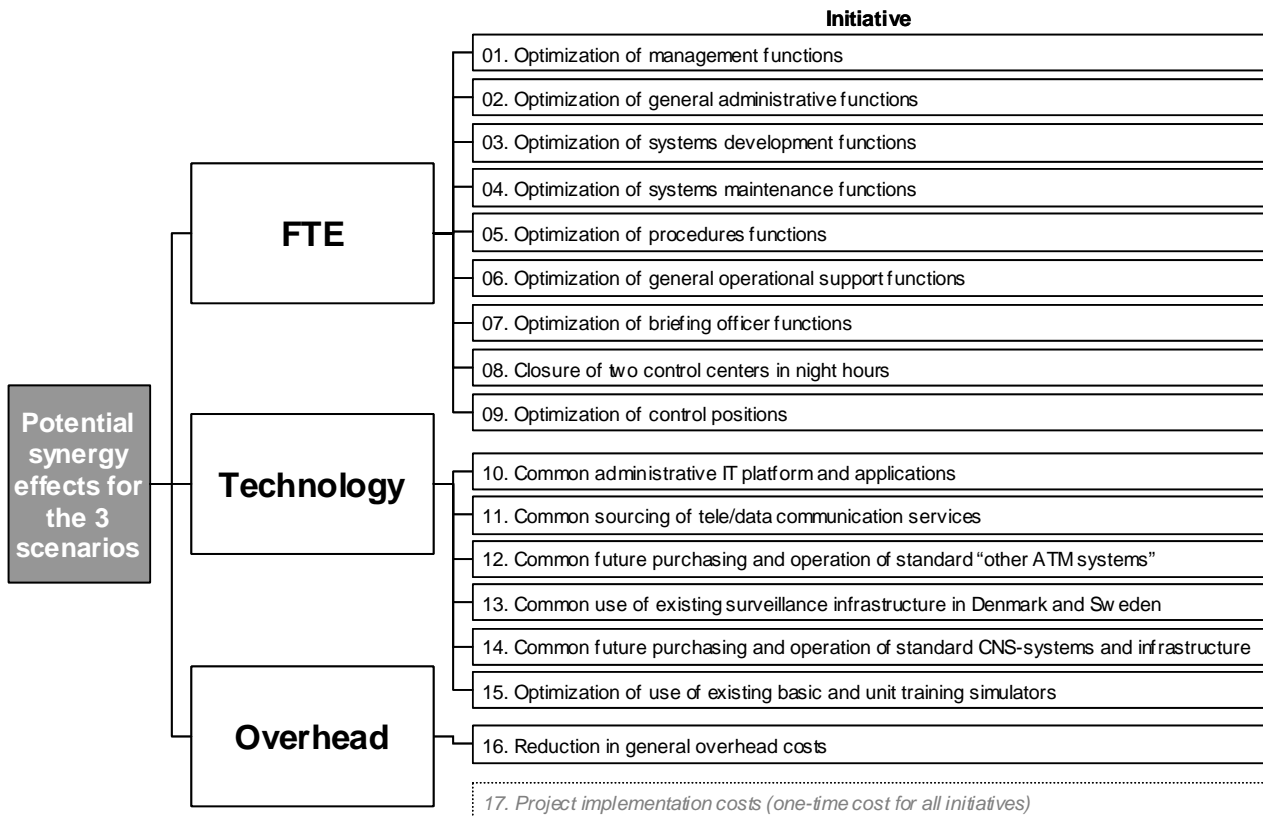 Initiative
01. Optimization of management functions
02. Optimization of general administrative functions
03. Optimization of systems development functions
04. Optimization of systems maintenance functions
05. Optimization of procedures functions
06. Optimization of general operational support functions
07. Optimization of briefing officer functions
08. Closure of two control centers in night hours
09. Optimization of control positions
FTE
Potential
synergy
effects for
the 3
scenarios
Technology
10. Common administrative IT platform and applications
11. Common sourcing of tele/data communication services
12. Common future purchasing and operation of standard “other ATM systems”
13. Common use of existing surveillance infrastructure in Denmark and Sweden
14. Common future purchasing and operation of standard CNS-systems and infrastructure
15. Optimization of use of existing basic and unit training simulators
Overhead
16. Reduction in general overhead costs
17. Project implementation costs (one-time cost for all initiatives)